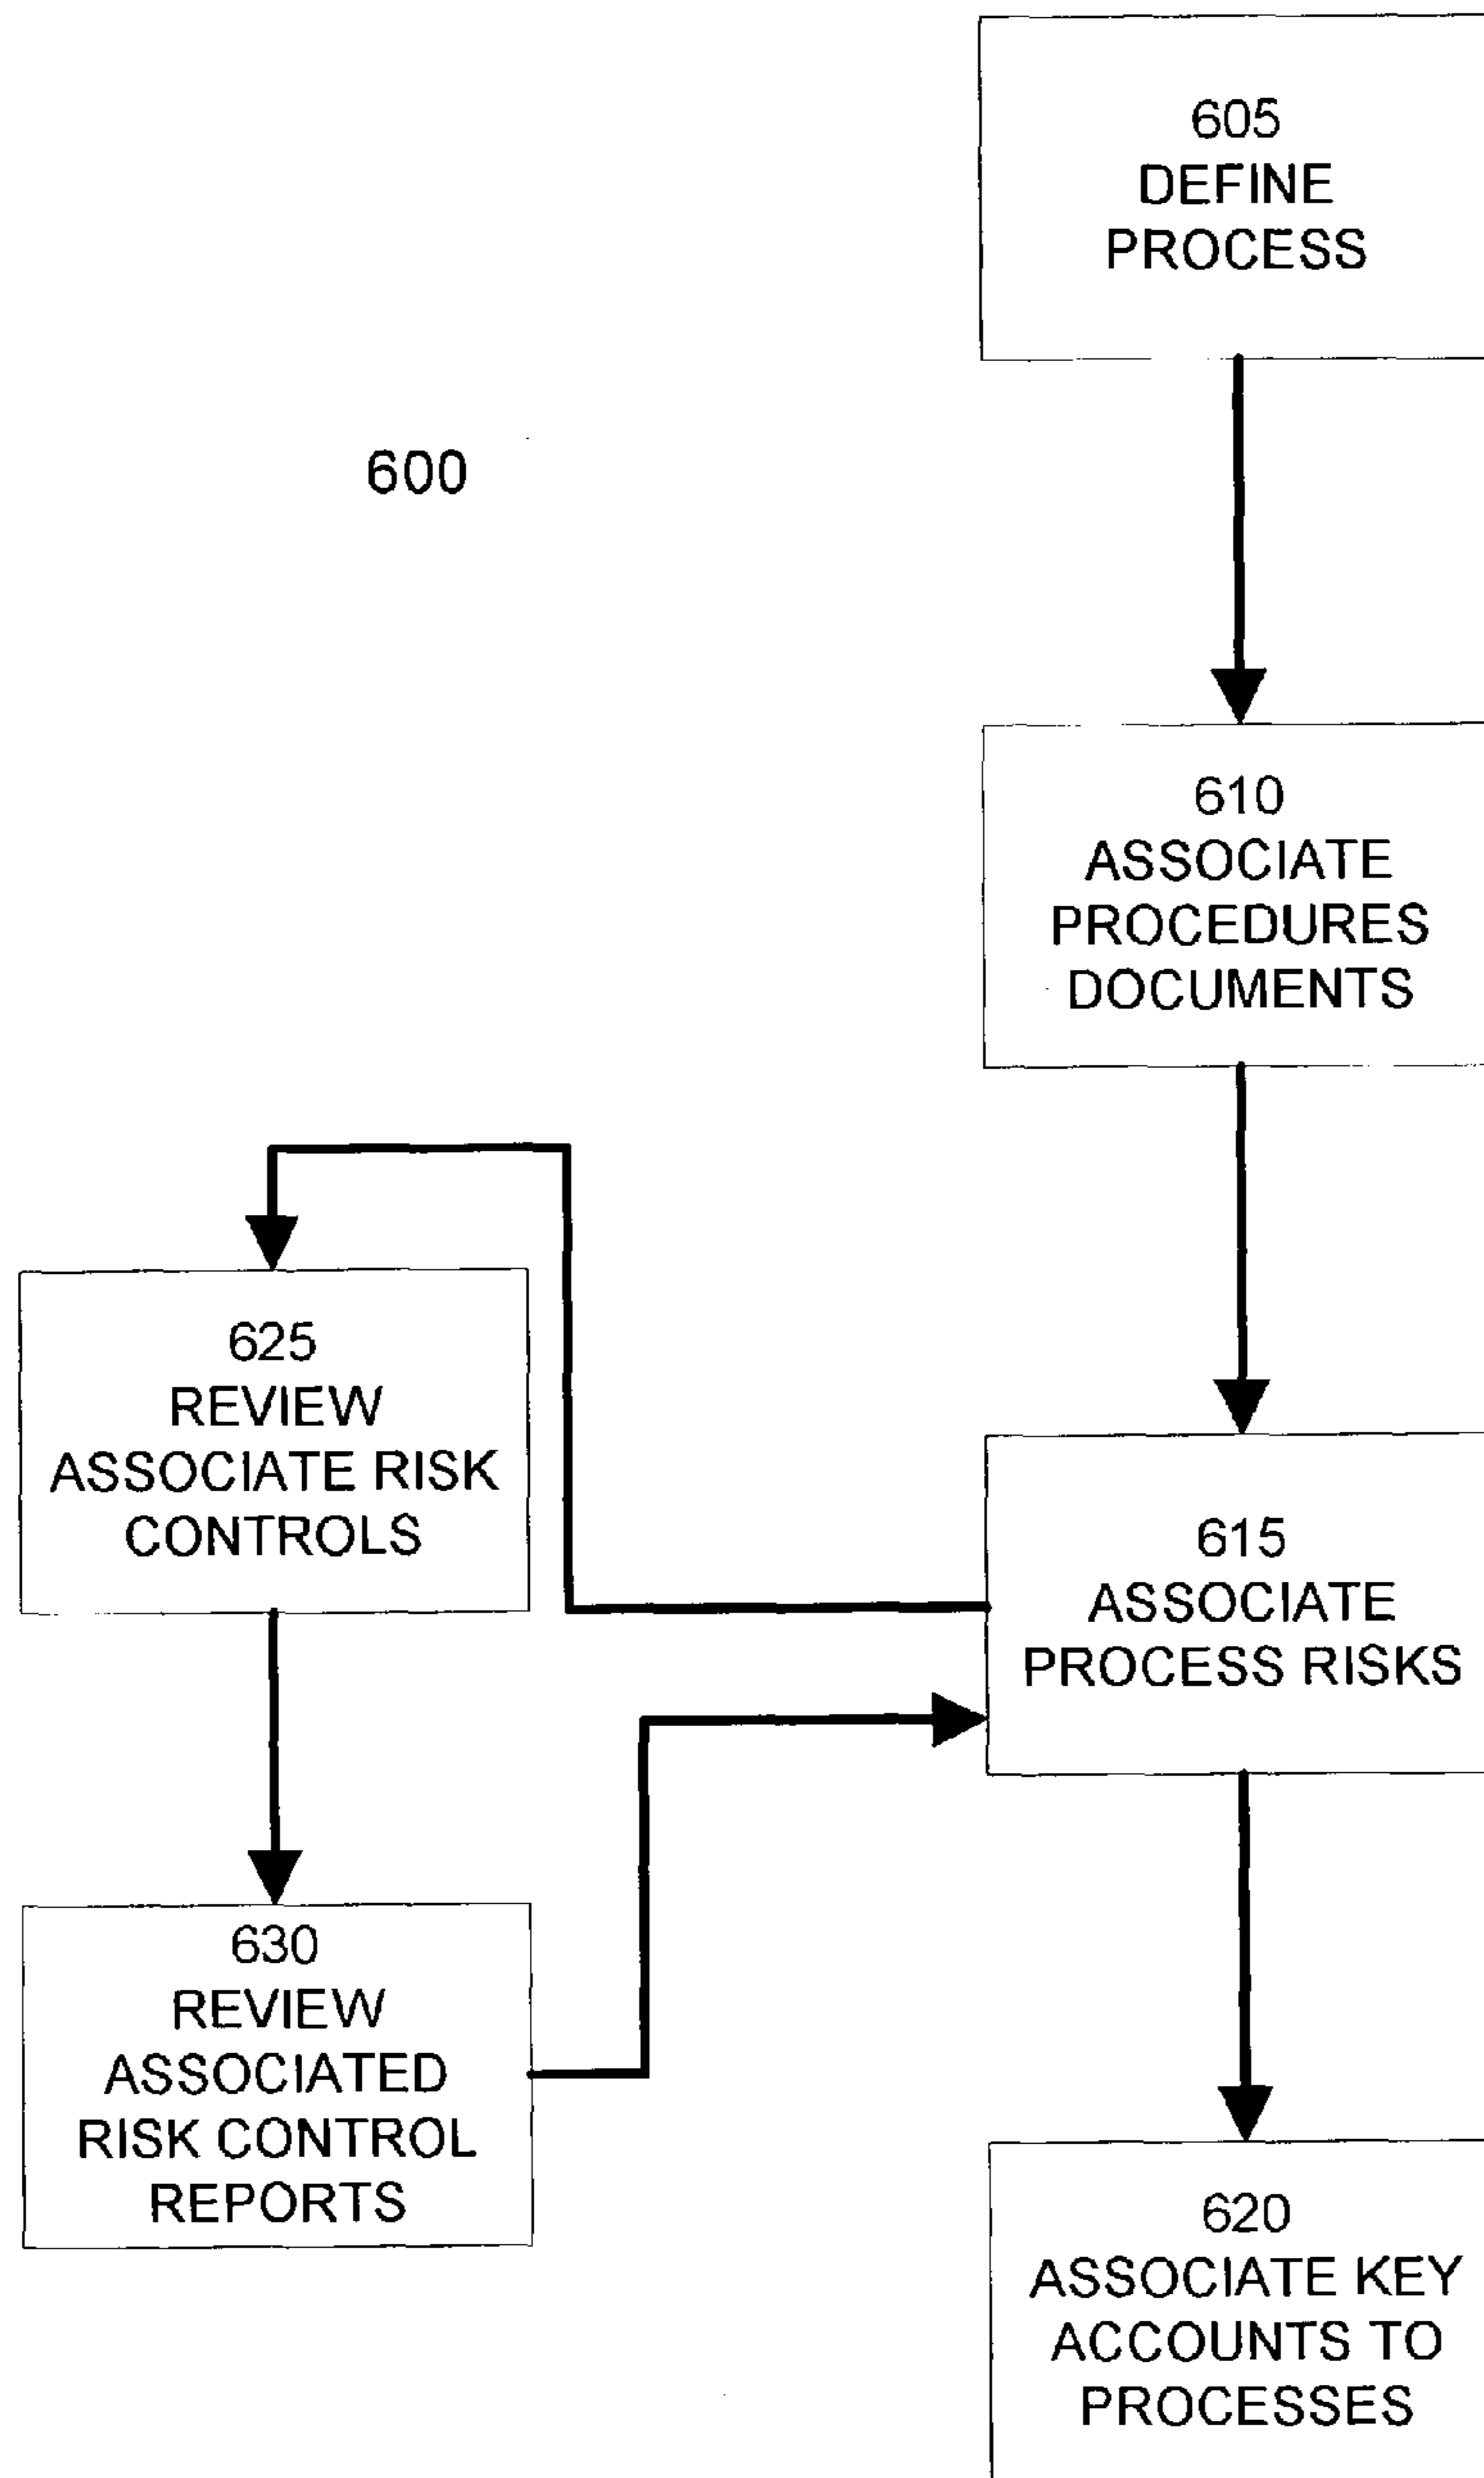 605
DEFINE
PROCESS
600
610
ASSOCIATE
PROCEDURES
DOCUMENTS
625
REVIEW
ASSOCIATE RISK
CONTROLS
615
ASSOCIATE
PROCESS RISKS
630
REVIEW
ASSOCIATED
RISK CONTROL
REPORTS
620
ASSOCIATE KEY
ACCOUNTS TO
PROCESSES